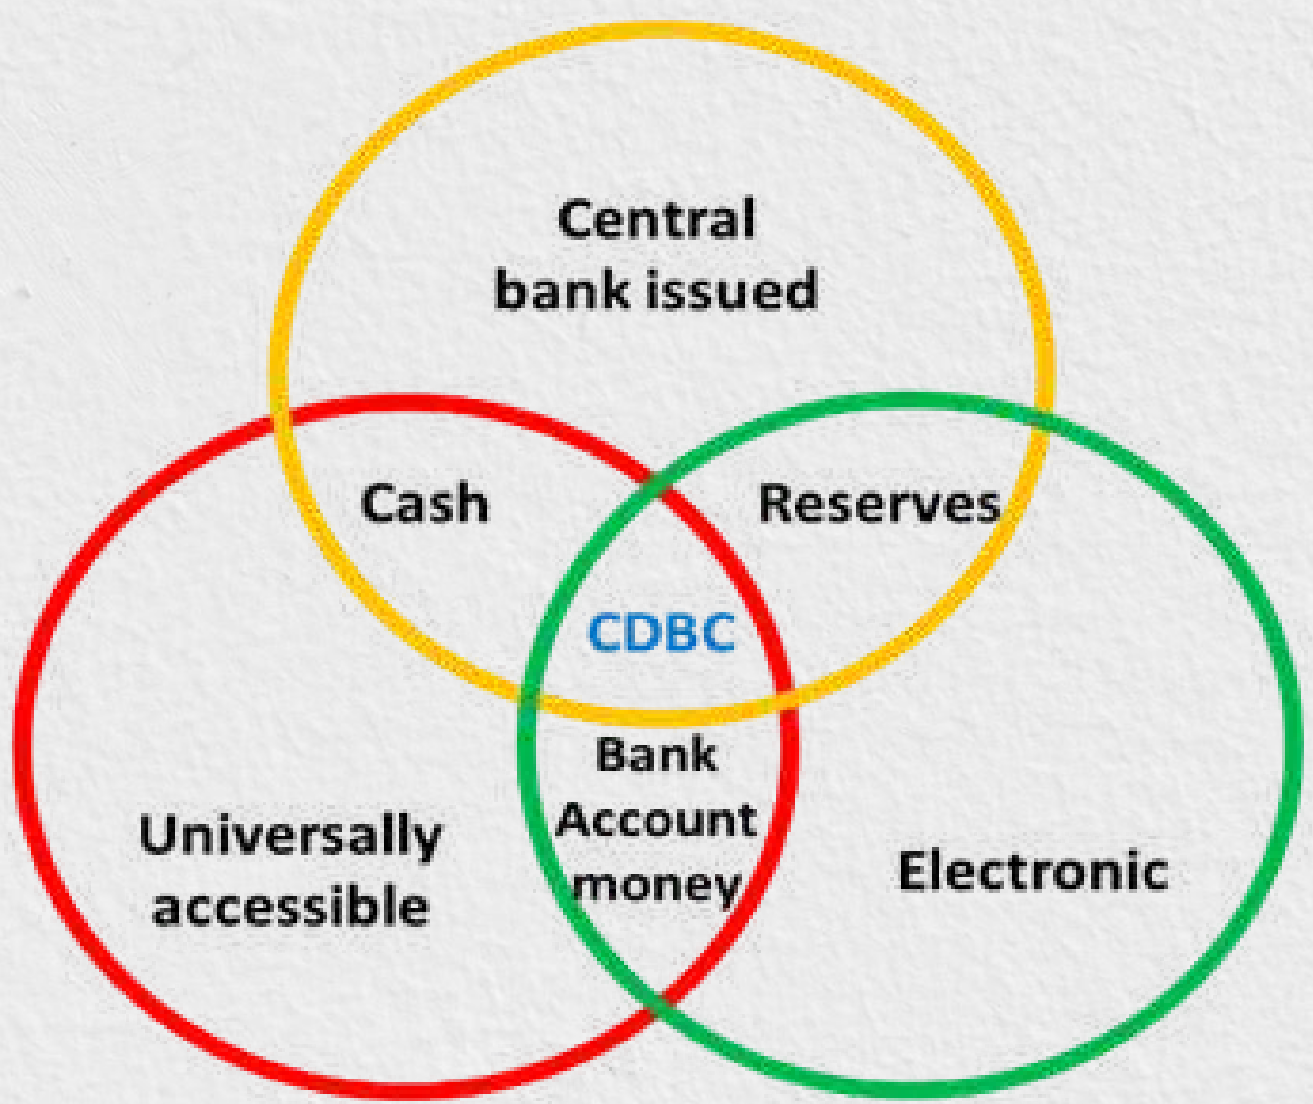 Central
bank issued
Cash
Reserves
CDBC
Bank
Account
money
Universally
accessible
Electronic